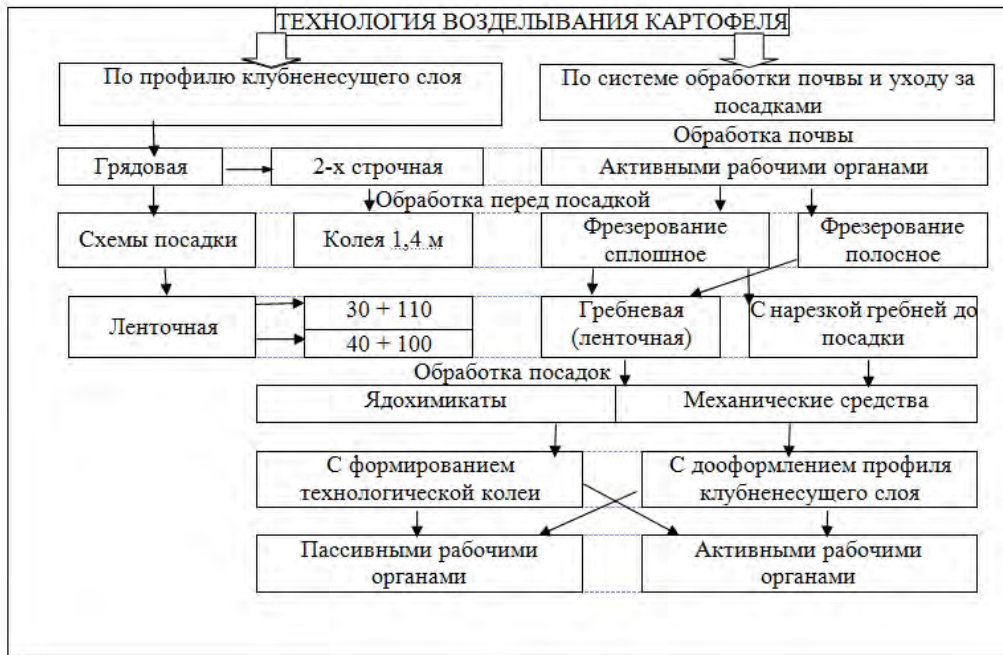 ТЕХНОЛОГИЯ ВОЗДЕЛЫВАНИЯ КАРТОФЕЛЯ
По профилю клубненесущего слоя
По системе обработки почвы и уходу за
посадками
Обработка почвы
Грядовая
2-х строчная
Активными рабочими органами
Обработка перед посадкой
Схемы посадки
Колея 1,4 м
Фрезерование
сплошное
Фрезерование
полосное
Ленточная
30 + 110
40 + 100
Гребневая
(ленточная)
С нарезкой гребней до
посадки
Обработка посадок
Ядохимикаты
Механические средства
С формированием
технологической колеи
С дооформлением профиля
клубненесущего слоя
Пассивными рабочими
органами
Активными рабочими
органами